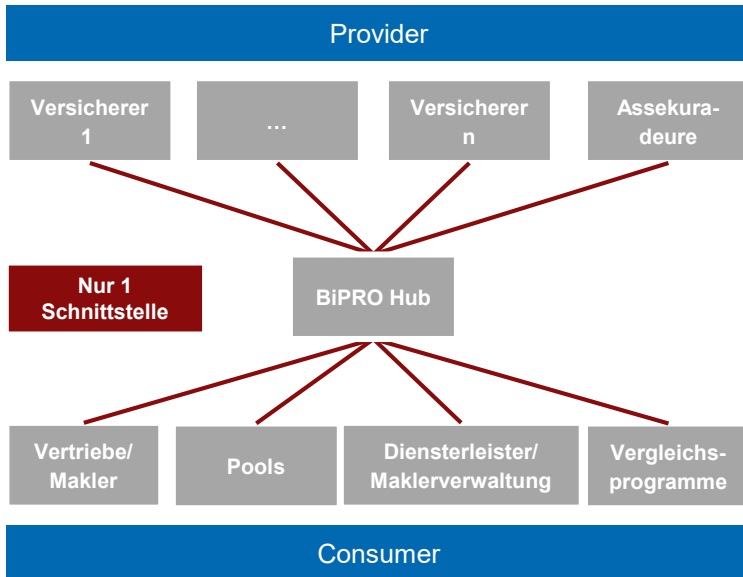 Provider
Versicherer
1
...
Versicherer
n
Assekura-
deure
Nur 1
Schnittstelle
BiPRO Hub
Vertriebe/
Makler
Pools
Diensterleister/
Maklerverwaltung
Vergleichs-
programme
Consumer